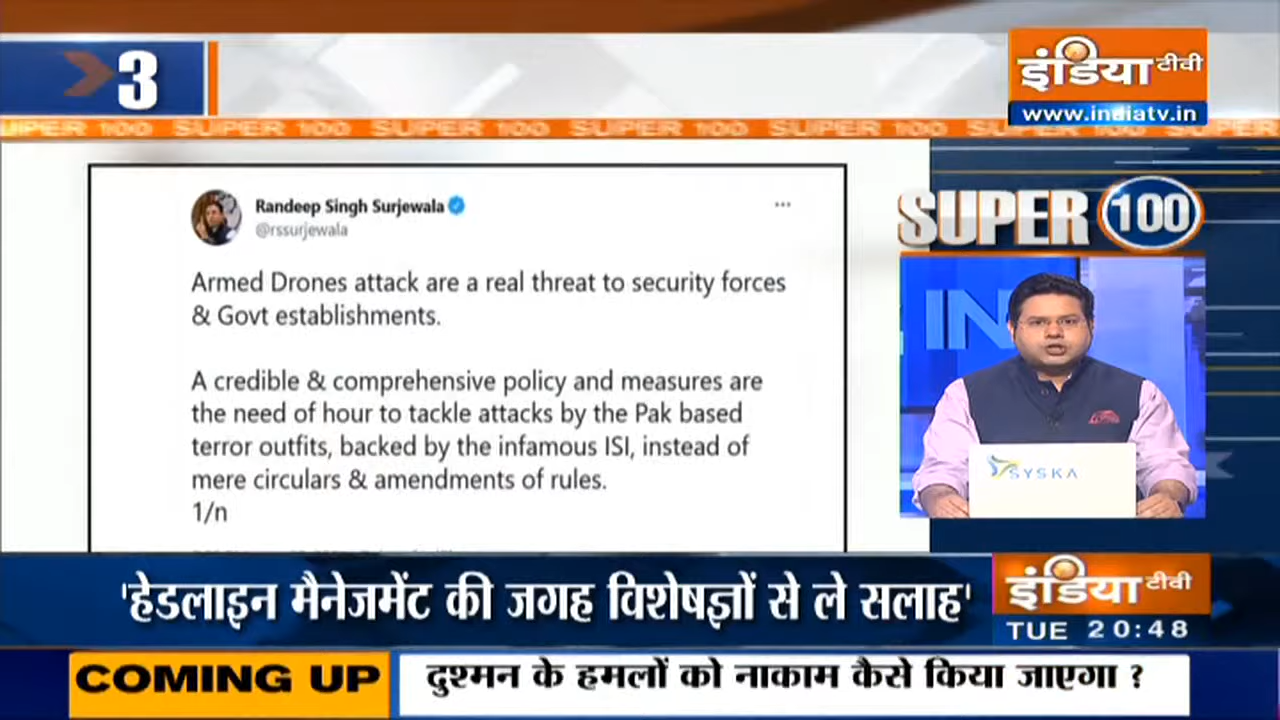 3
इंडिया टीवी
www.indiatv.in
SUPER 100 SUPER 100 SUPER 100 SUPER 100 SUPER 100 SUPER 100 SUPER
Randeep Singh Surjewala
@rssurjewala
...
Armed Drones attack are a real threat to security forces
& Govt establishments.
A credible & comprehensive policy and measures are
the need of hour to tackle attacks by the Pak based
terror outfits, backed by the infamous ISI, instead of
mere circulars & amendments of rules.
1/n
SUPER 100
IN
SYSKA
'हेडलाइन मैनेजमेंट की जगह विशेषज्ञों से ले सलाह'
इंडिया टीवी
TUE 20:48
COMING UP
दुश्मन के हमलों को नाकाम कैसे किया जाएगा ?